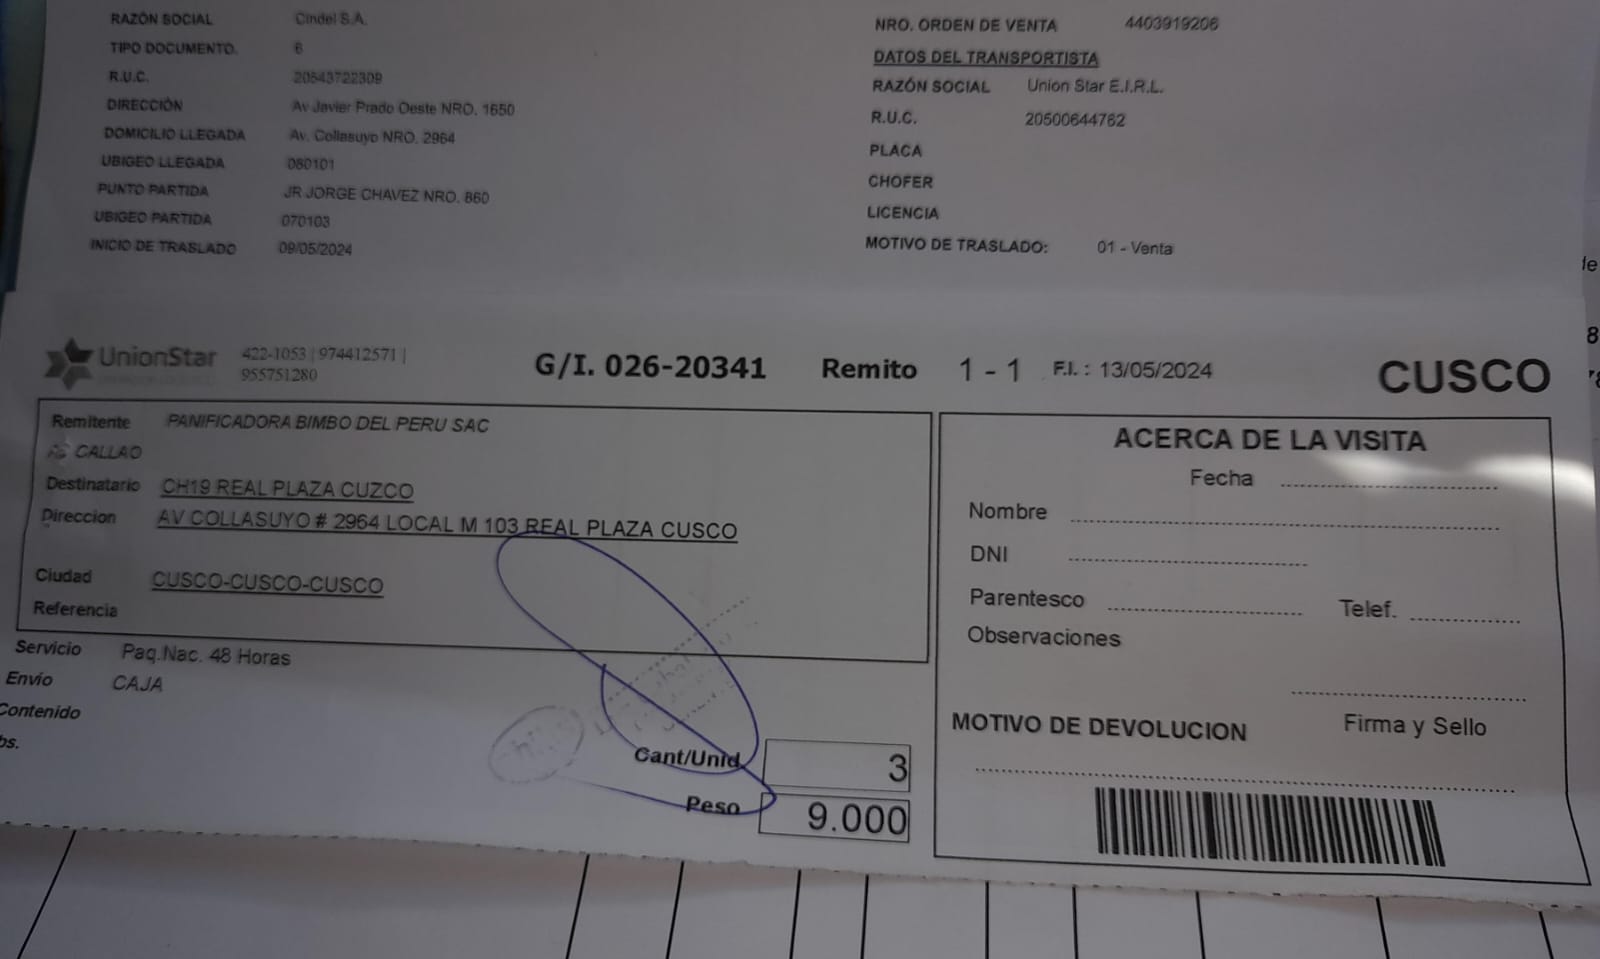 RAZÓN SOCIAL Cindel S.A.
TIPO DOCUMENTO. 6
R.U.C. 20543722309
DIRECCIÓN Av Javier Prado Oeste NRO. 1650
DOMICILIO LLEGADA Av. Collasuyo NRO. 2964
UBIGEO LLEGADA 080101
PUNTO PARTIDA JR JORGE CHAVEZ NRO. 860
UBIGEO PARTIDA 070103
INICIO DE TRASLADO 09/05/2024
NRO. ORDEN DE VENTA 4403919206
DATOS DEL TRANSPORTISTA
RAZÓN SOCIAL Union Star E.I.R.L.
R.U.C. 20500644762
PLACA
CHOFER
LICENCIA
MOTIVO DE TRASLADO: 01 - Venta
UnionStar 422-1053 | 974412571 |
955751280
G/I. 026-20341 Remito 1 - 1 F.I. : 13/05/2024 CUSCO
Remitente PANIFICADORA BIMBO DEL PERU SAC
CALLAO
Destinatario CH19 REAL PLAZA CUZCO
Direccion AV COLLASUYO # 2964 LOCAL M 103 REAL PLAZA CUSCO
Ciudad CUSCO-CUSCO-CUSCO
Referencia
Servicio Paq.Nac. 48 Horas
Envio CAJA
Contenido
bs.
Cant/Unid 3
Peso 9.000
ACERCA DE LA VISITA
Fecha
Nombre
DNI
Parentesco Telef.
Observaciones
MOTIVO DE DEVOLUCION Firma y Sello